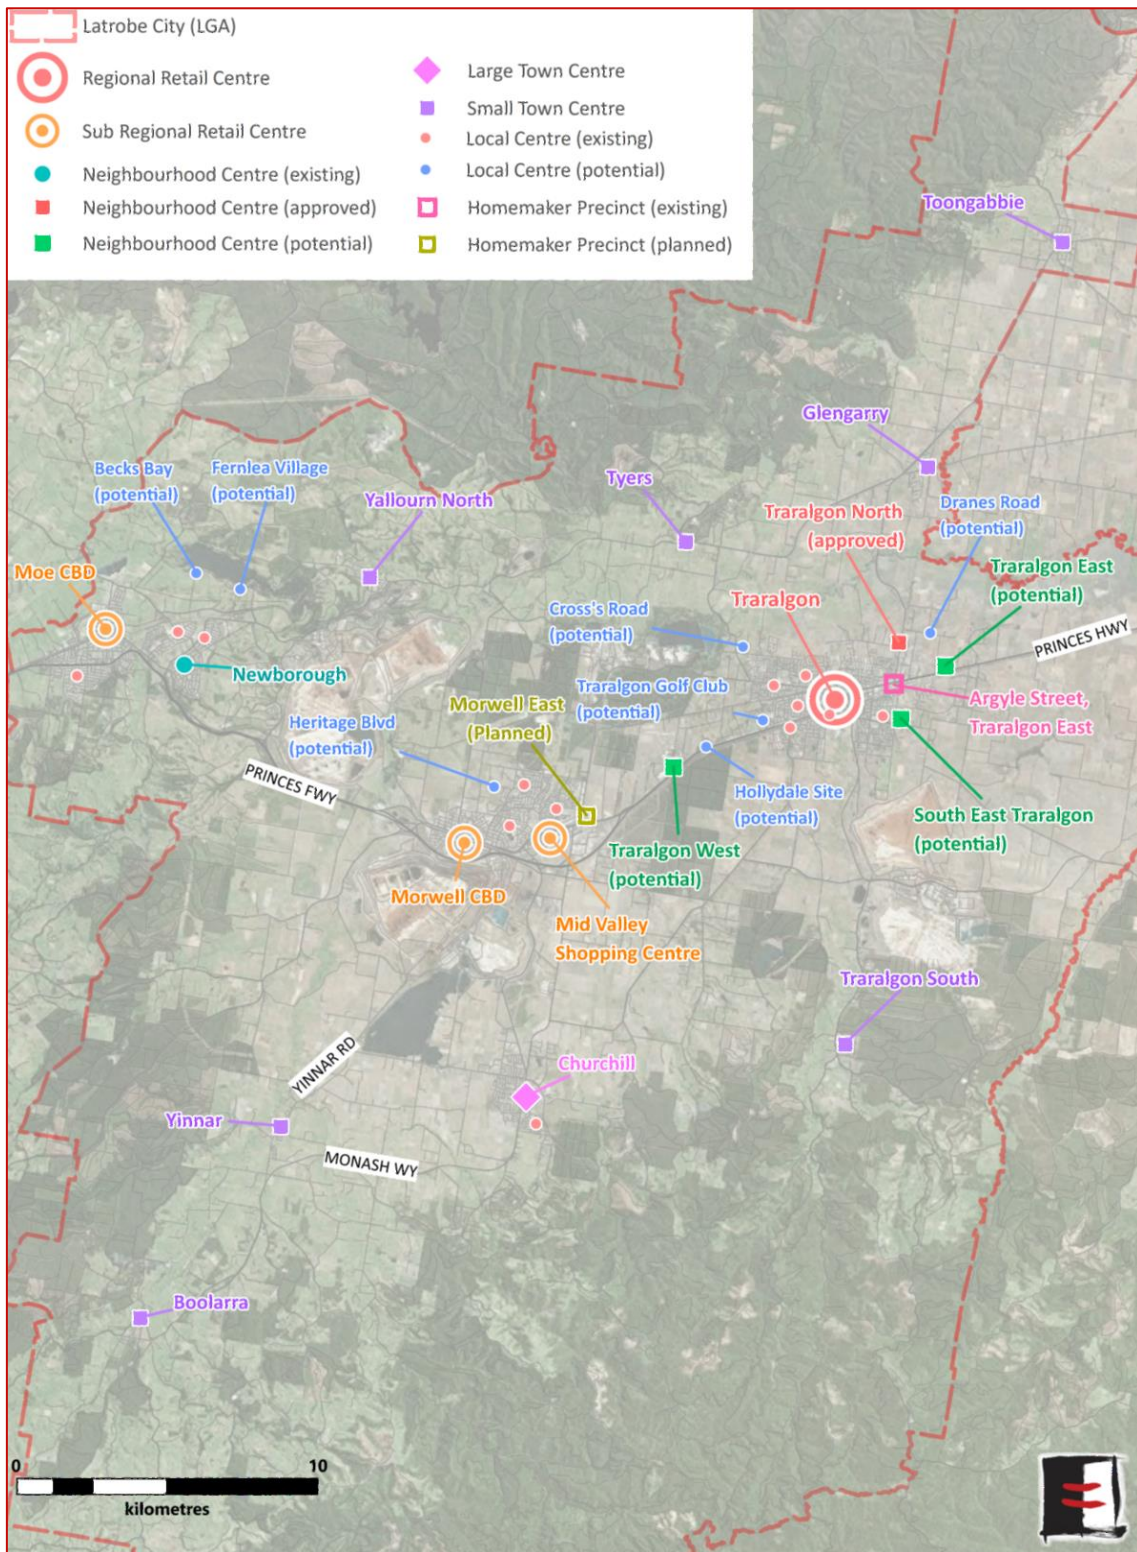 Latrobe City (LGA)
Regional Retail Centre
Sub Regional Retail Centre
Neighbourhood Centre (existing)
Neighbourhood Centre (approved)
Neighbourhood Centre (potential)
Large Town Centre
Small Town Centre
Local Centre (existing)
Local Centre (potential)
Homemaker Precinct (existing)
Homemaker Precinct (planned)
Toongabbie
Glengarry
Becks Bay
(potential)
Fernlea Village
(potential)
Yallourn North
Tyers
Traralgon North
(approved)
Dranes Road
(potential)
Moe CBD
Traralgon East
(potential)
Traralgon
Cross's Road
(potential)
PRINCES HWY
Newborough
Traralgon Golf Club
(potential)
Argyle Street,
Traralgon East
Morwell East
(Planned)
Heritage Blvd
(potential)
PRINCES FWY
Hollydale Site
(potential)
South East Traralgon
(potential)
Traralgon West
(potential)
Morwell CBD
Mid Valley
Shopping Centre
Traralgon South
YINNAR RD
Churchill
Yinnar
MONASH WY
Boolarra
0 10
kilometres